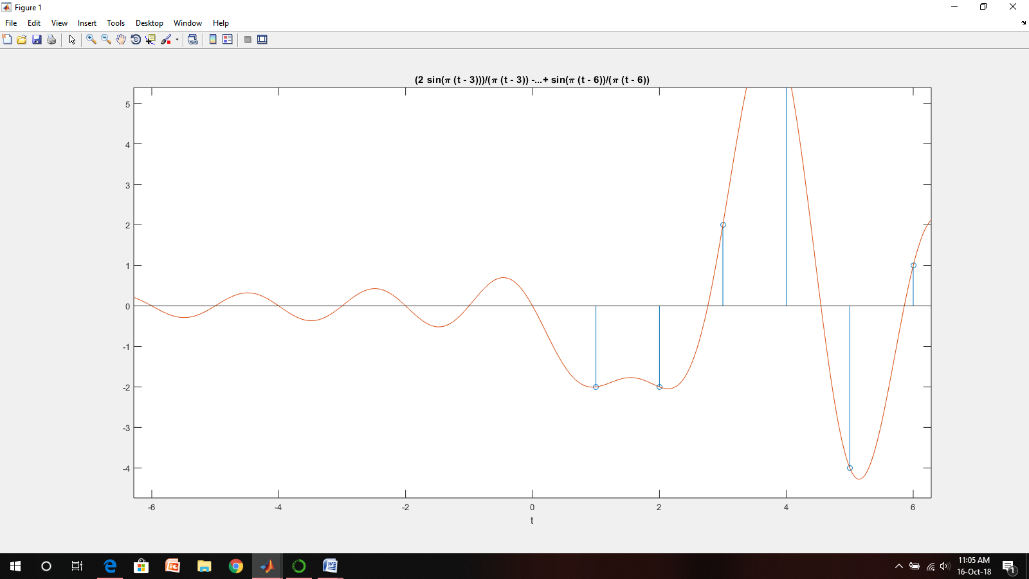 Figure 1
File Edit View Insert Tools Desktop Window Help
(2 sin(π (t - 3)))/(π (t - 3)) -...+ sin(π (t - 6))/(π (t - 6))
5
4
3
2
1
0
-1
-2
-3
-4
-6 -4 -2 0 2 4 6
t
11:05 AM
16-Oct-18
1